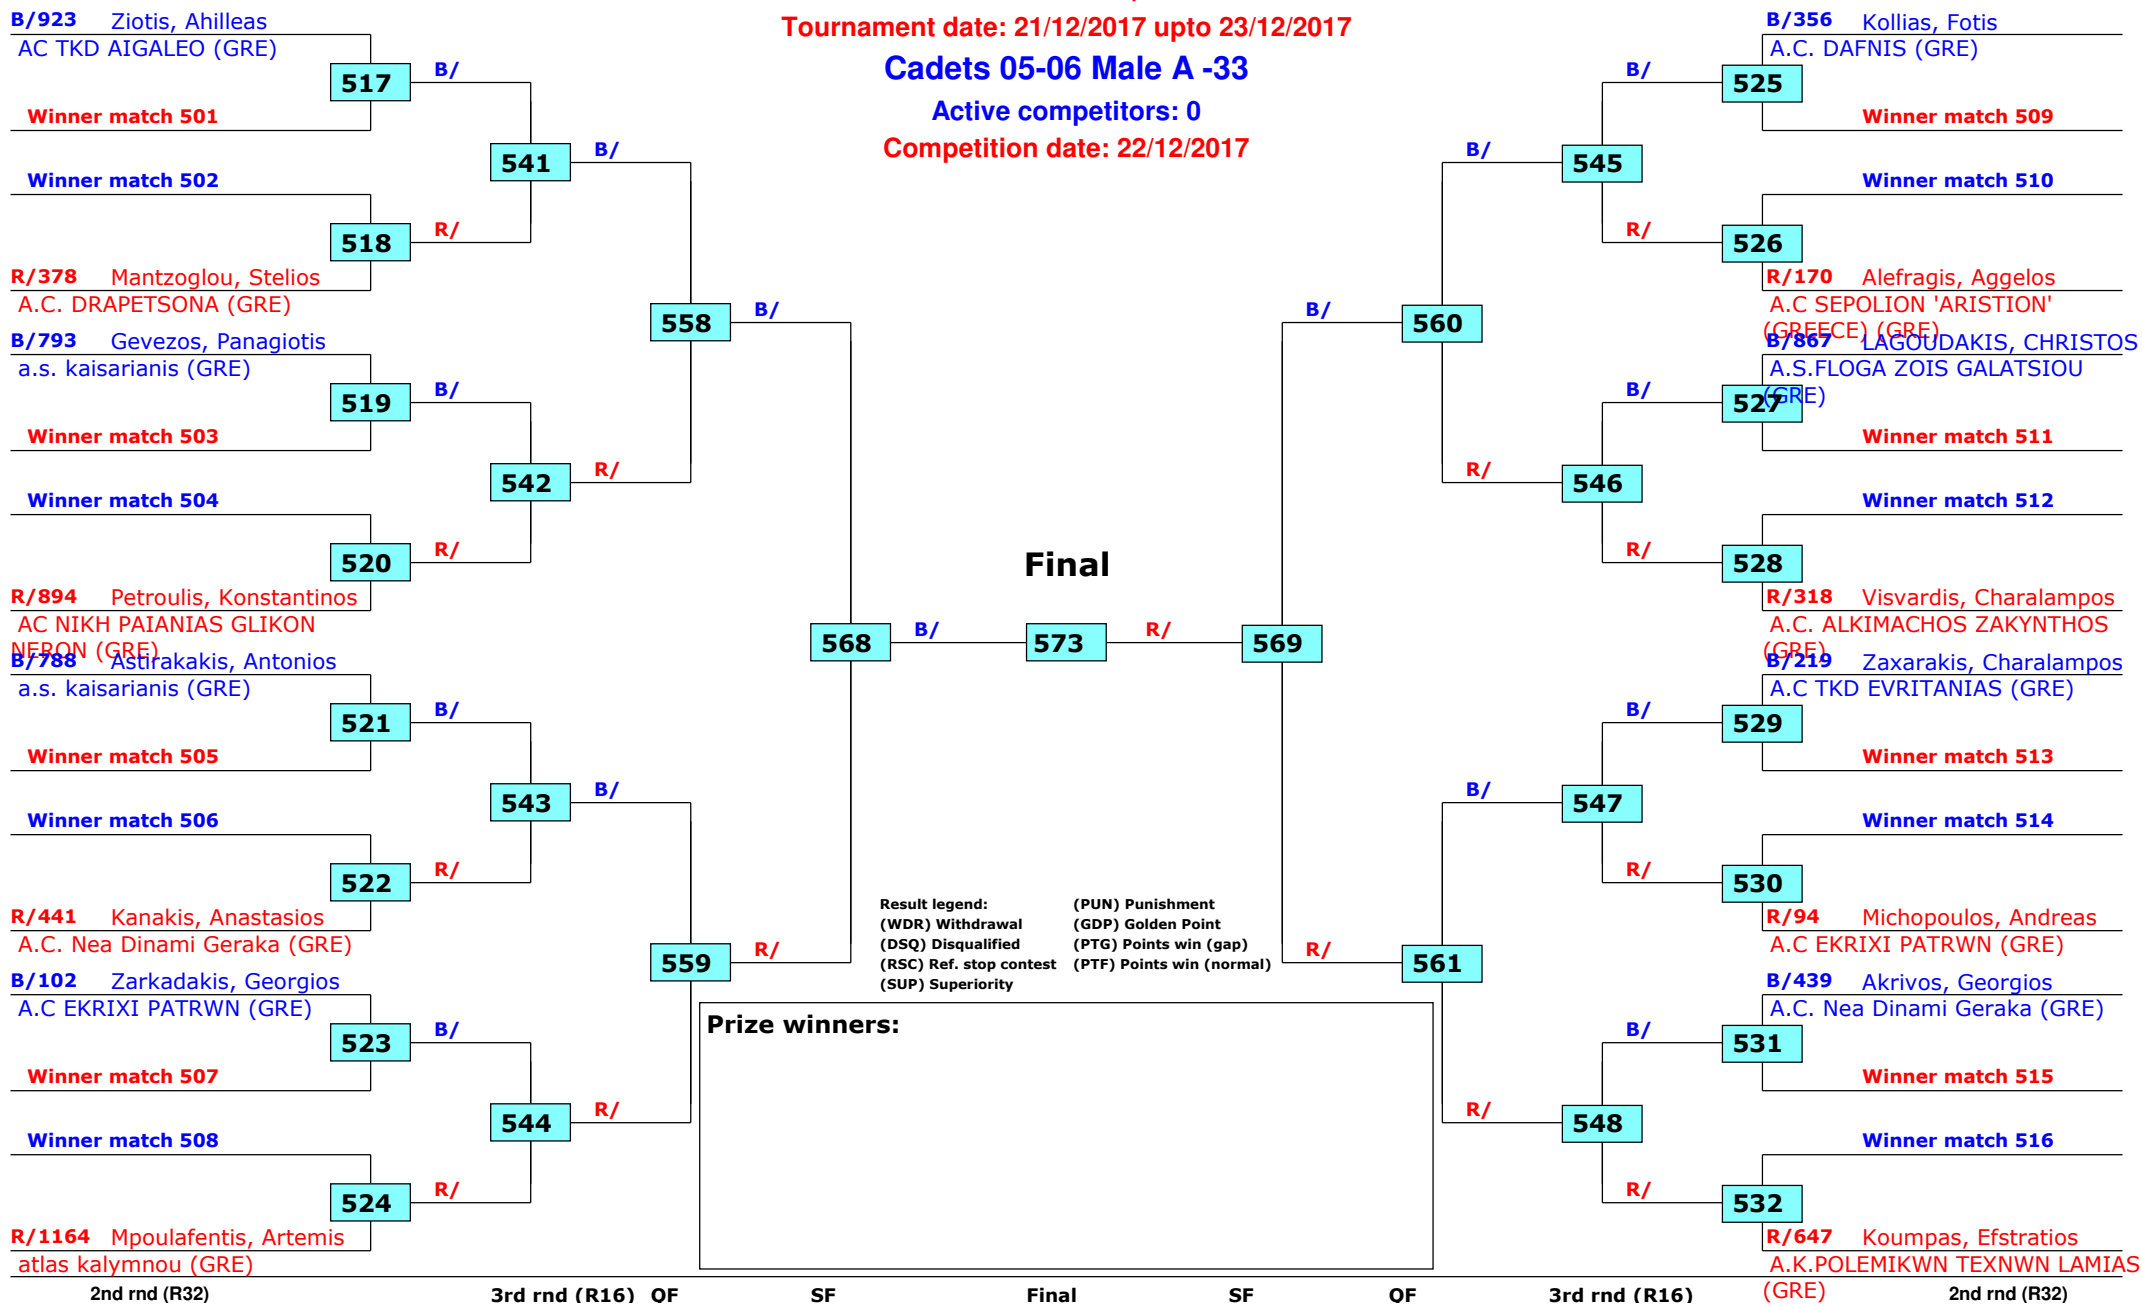 Tournament date: 21/12/2017 upto 23/12/2017
Cadets 05-06 Male A -33
Active competitors: 0
Competition date: 22/12/2017
B/923 Ziotis, Ahilleas
AC TKD AIGALEO (GRE)
517
B/
Winner match 501
541
B/
Winner match 502
518
R/
R/378 Mantzoglou, Stelios
A.C. DRAPETSONA (GRE)
558
B/
B/793 Gevezos, Panagiotis
a.s. kaisarianis (GRE)
519
B/
Winner match 503
542
R/
Winner match 504
520
R/
R/894 Petroulis, Konstantinos
AC NIKH PAIANIAS GLIKON
NERON (GRE)
568
B/
B/788 Astirakakis, Antonios
a.s. kaisarianis (GRE)
521
B/
Winner match 505
543
B/
Winner match 506
522
R/
R/441 Kanakis, Anastasios
A.C. Nea Dinami Geraka (GRE)
559
R/
B/102 Zarkadakis, Georgios
A.C EKRIXI PATRWN (GRE)
523
B/
Winner match 507
544
R/
Winner match 508
524
R/
R/1164 Mpoulafentis, Artemis
atlas kalymnou (GRE)
Final
573
R/
569
B/356 Kollias, Fotis
A.C. DAFNIS (GRE)
B/
525
Winner match 509
B/
545
Winner match 510
R/
526
R/170 Alefragis, Aggelos
A.C SEPOLION 'ARISTION'
(GREECE) (GRE)
B/
560
B/867 LAGOUDAKIS, CHRISTOS
A.S.FLOGA ZOIS GALATSIOU
(GRE)
B/
527
Winner match 511
R/
546
Winner match 512
R/
528
R/318 Visvardis, Charalampos
A.C. ALKIMACHOS ZAKYNTHOS
(GRE)
B/219 Zaxarakis, Charalampos
A.C TKD EVRITANIAS (GRE)
B/
529
Winner match 513
B/
547
Winner match 514
R/
530
R/94 Michopoulos, Andreas
A.C EKRIXI PATRWN (GRE)
R/
561
B/439 Akrivos, Georgios
A.C. Nea Dinami Geraka (GRE)
B/
531
Winner match 515
R/
548
Winner match 516
R/
532
R/647 Koumpas, Efstratios
A.K.POLEMIKWN TEXNWN LAMIAS
(GRE)
Result legend: (PUN) Punishment
(WDR) Withdrawal (GDP) Golden Point
(DSQ) Disqualified (PTG) Points win (gap)
(RSC) Ref. stop contest (PTF) Points win (normal)
(SUP) Superiority
Prize winners:
2nd rnd (R32) 3rd rnd (R16) QF SF Final SF QF 3rd rnd (R16) 2nd rnd (R32)